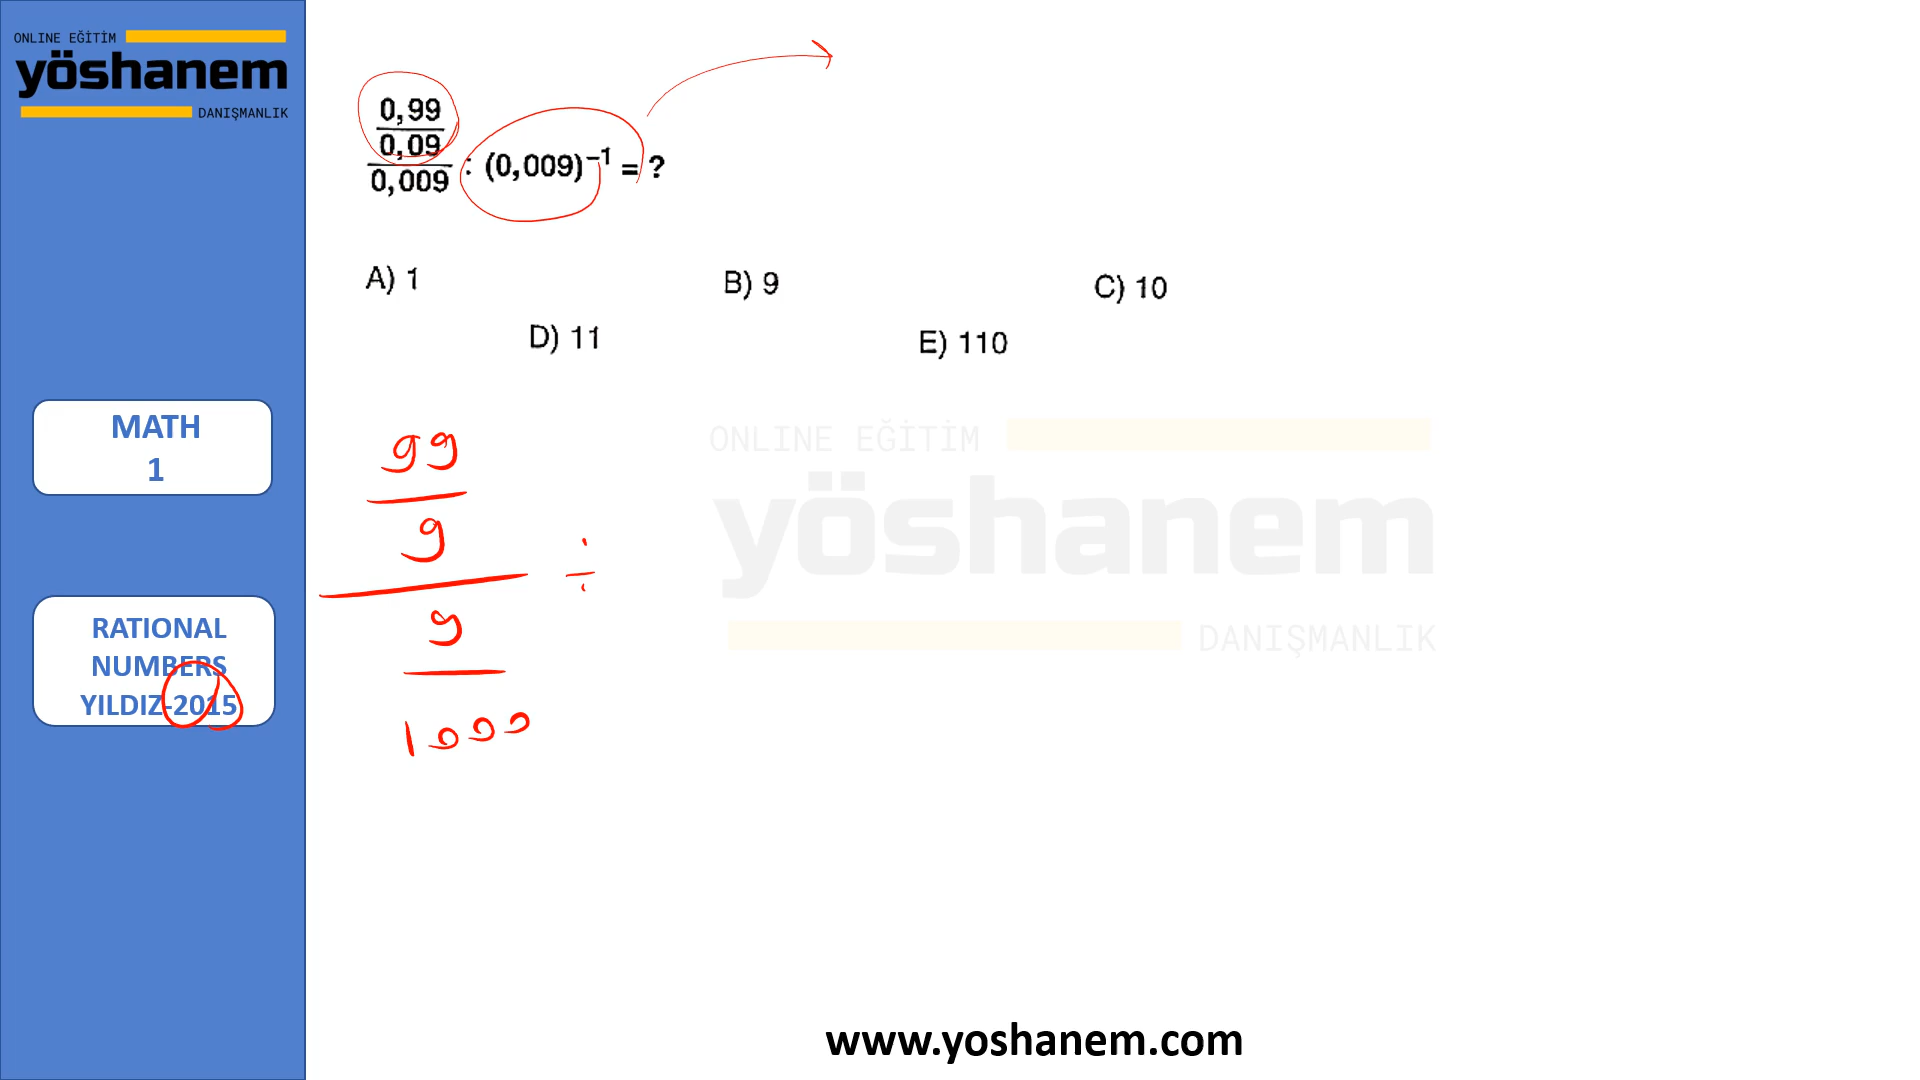 ONLINE EĞİTİM
yöshanem
DANIŞMANLIK
0,99
0,09
0,009
: (0,009)⁻¹ = ?
A) 1
B) 9
C) 10
D) 11
E) 110
MATH
1
RATIONAL
NUMBERS
YILDIZ-2015
99
9
÷
9
1000
ONLINE EĞİTİM
yöshanem
DANIŞMANLIK
www.yoshanem.com